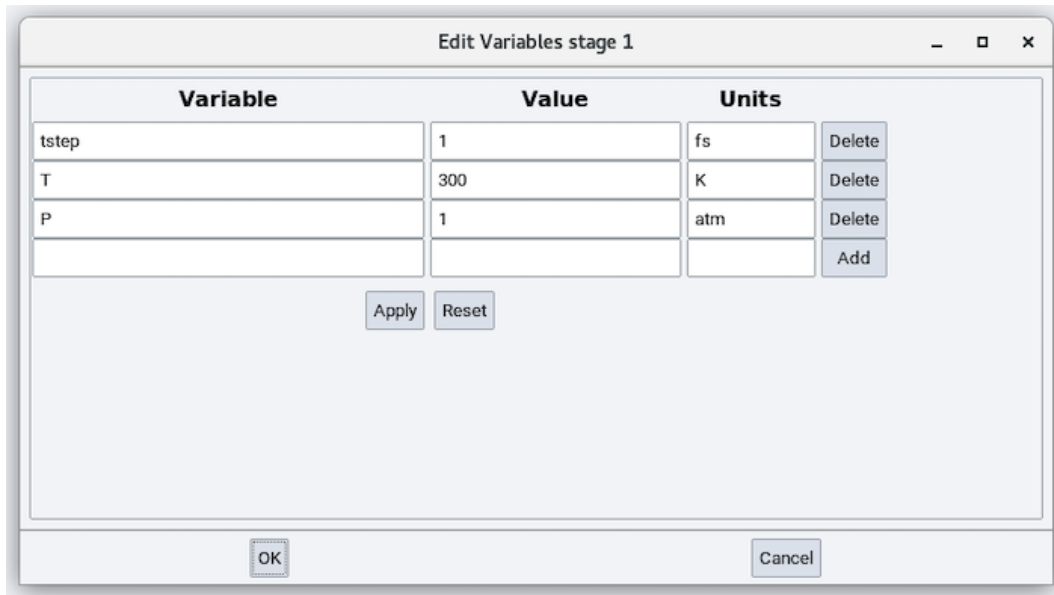 Edit Variables stage 1
Variable Value Units
tstep 1 fs Delete
T 300 K Delete
P 1 atm Delete
Add
Apply Reset
OK Cancel